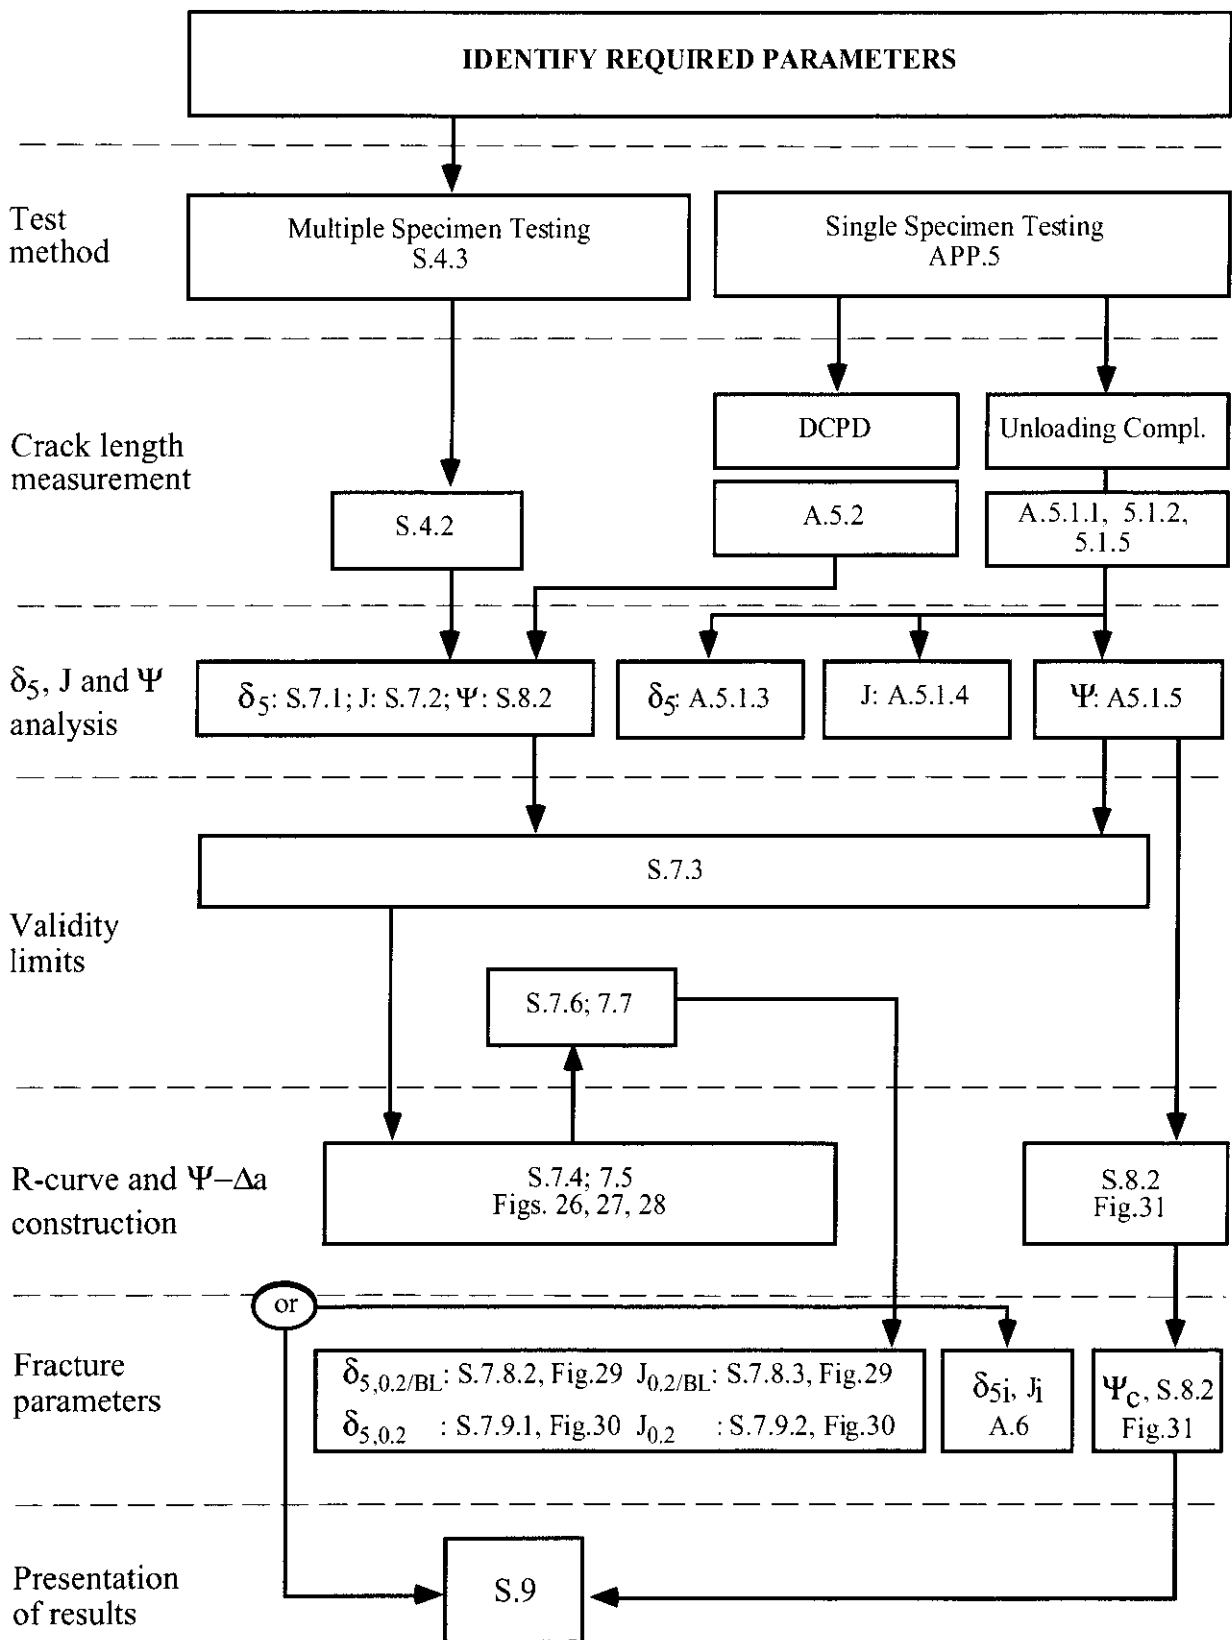 IDENTIFY REQUIRED PARAMETERS
Test
method
Multiple Specimen Testing
S.4.3
Single Specimen Testing
APP.5
Crack length
measurement
DCPD
Unloading Compl.
S.4.2
A.5.2
A.5.1.1, 5.1.2,
5.1.5
δ5, J and Ψ
analysis
δ5: S.7.1; J: S.7.2; Ψ: S.8.2
δ5: A.5.1.3
J: A.5.1.4
Ψ: A5.1.5
Validity
limits
S.7.3
S.7.6; 7.7
R-curve and Ψ–Δa
construction
S.7.4; 7.5
Figs. 26, 27, 28
S.8.2
Fig.31
or
Fracture
parameters
δ5,0.2/BL: S.7.8.2, Fig.29 J0.2/BL: S.7.8.3, Fig.29
δ5,0.2 : S.7.9.1, Fig.30 J0.2 : S.7.9.2, Fig.30
δ5i, Ji
A.6
Ψc, S.8.2
Fig.31
Presentation
of results
S.9